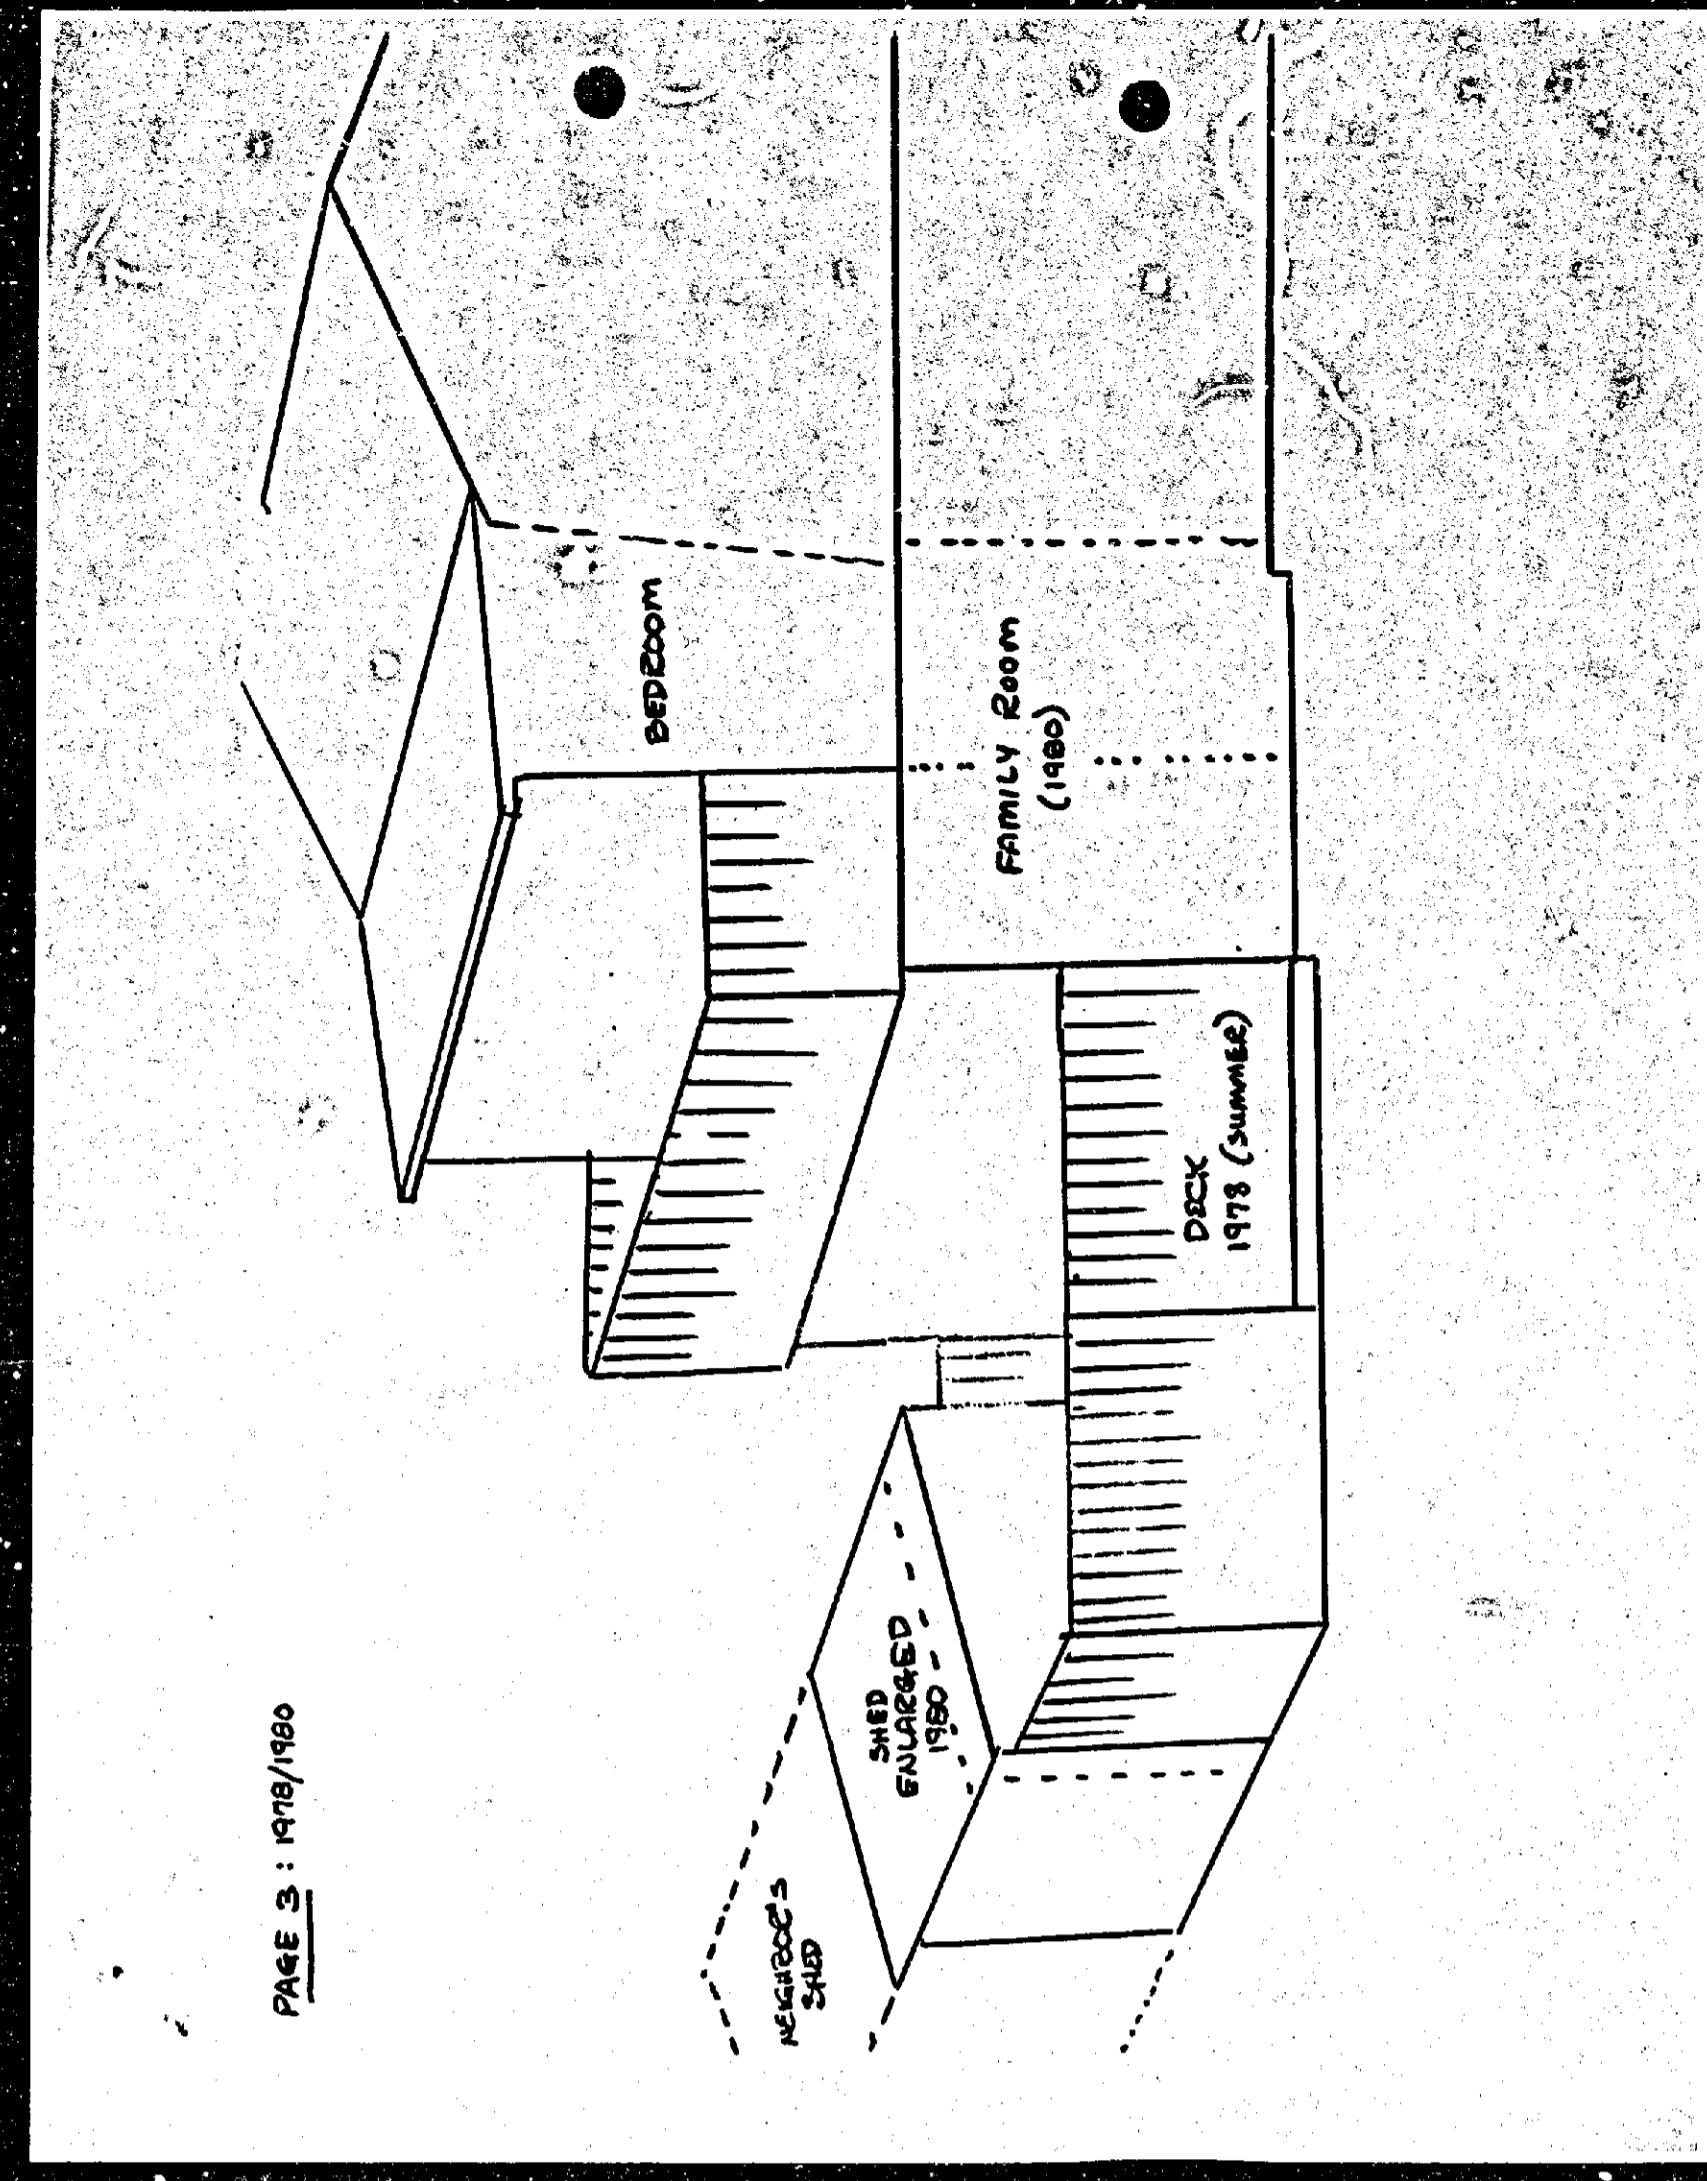 PAGE 3 : 1978/1980
BEDROOM
FAMILY ROOM
(1980)
DECK
1978 (SUMMER)
SHED
ENLARGED
1980
NEIGHBOR'S
SHED